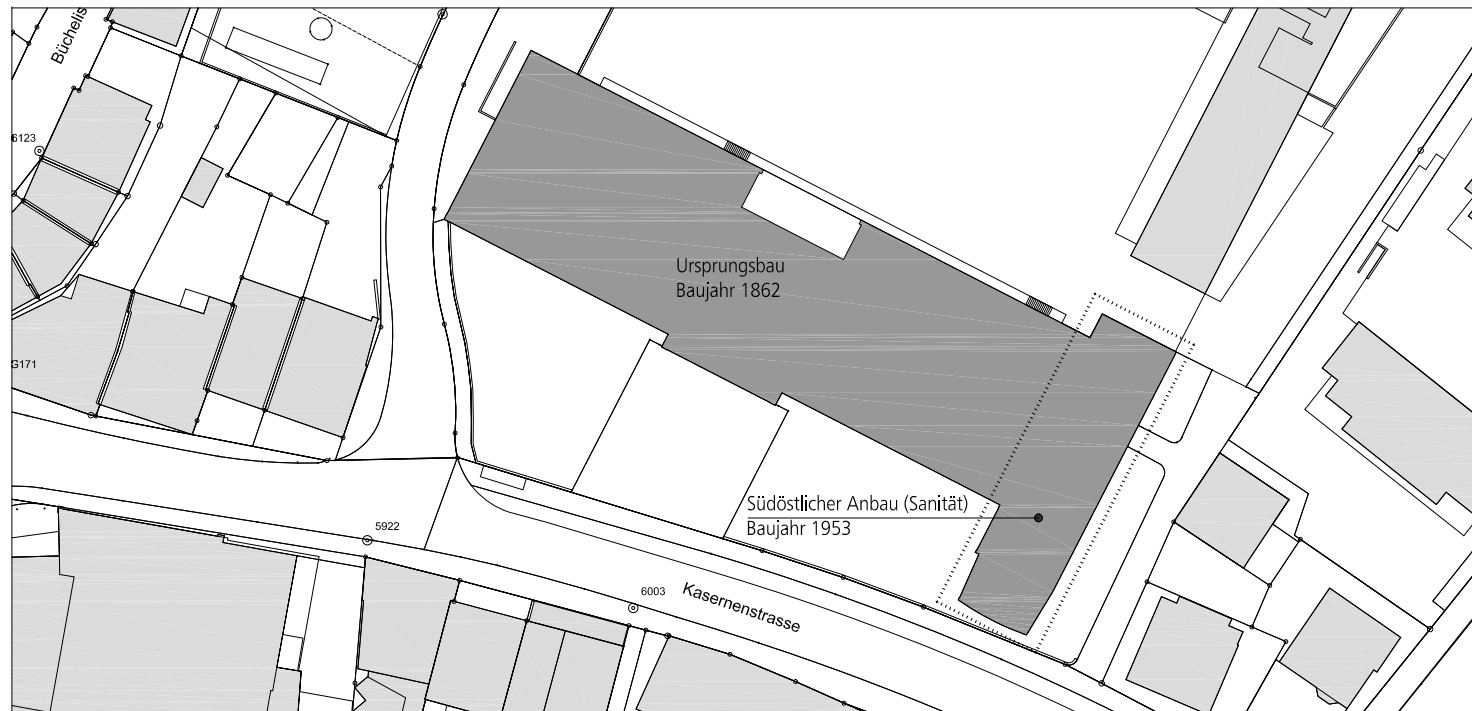 Büchelis
6123
Ursprungsbau
Baujahr 1862
G171
Südöstlicher Anbau (Sanität)
Baujahr 1953
5922
6003
Kasernenstrasse